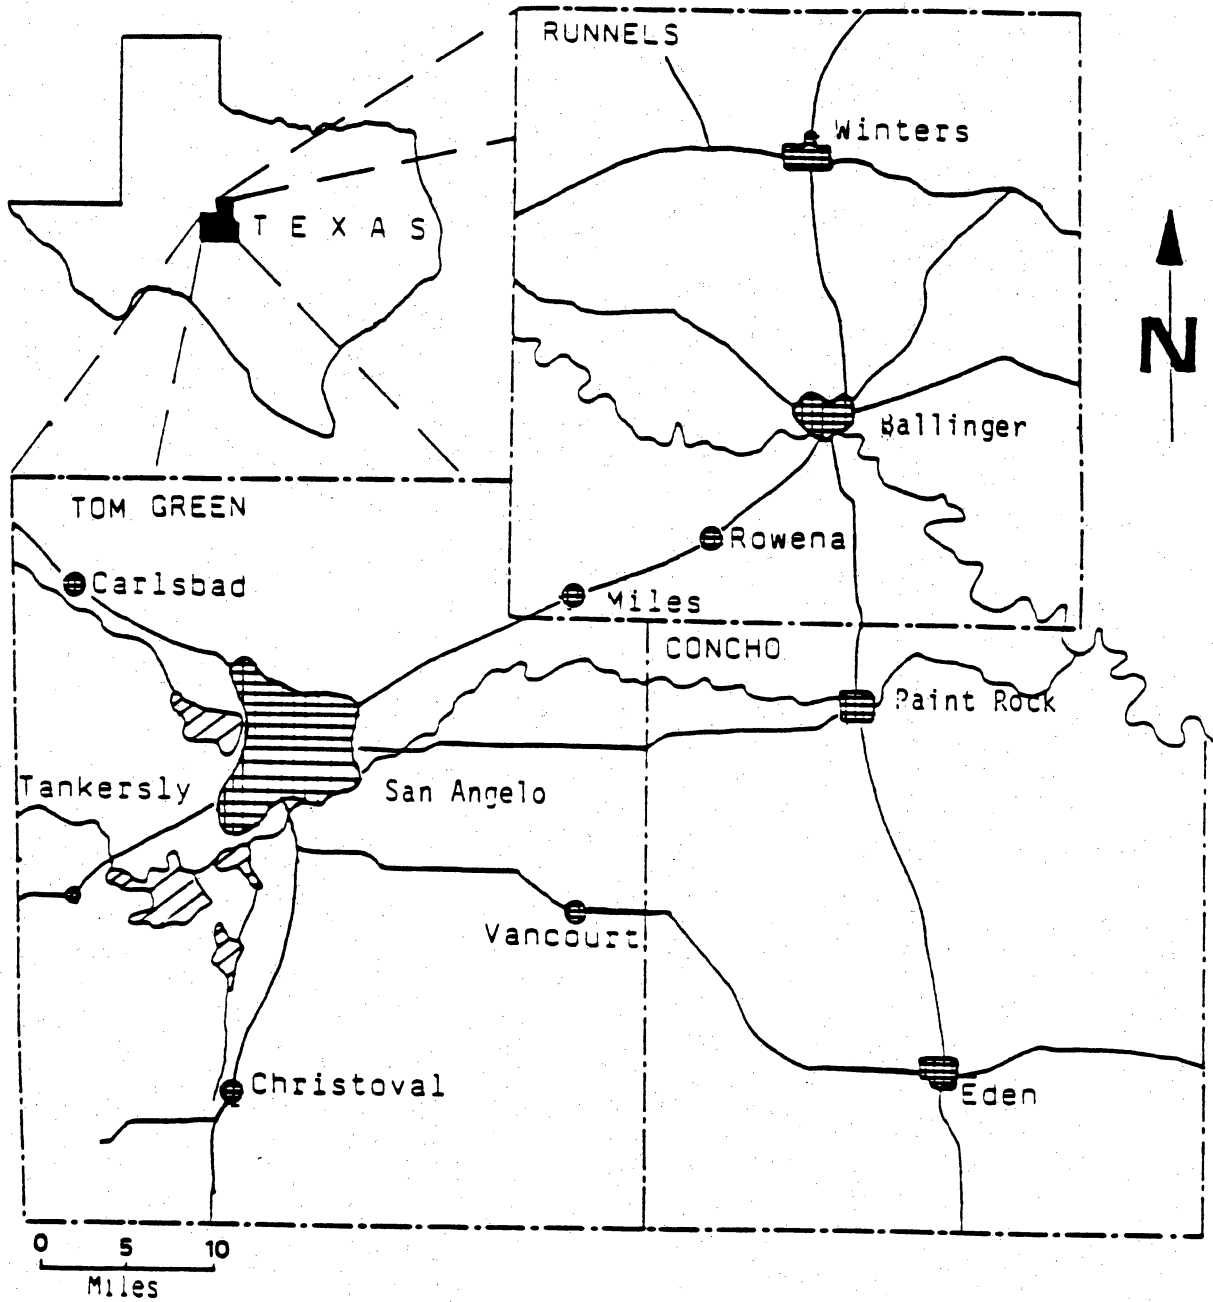 RUNNELS
Winters
TEXAS
N
Ballinger
TOM GREEN
Rowena
Carlsbad
Miles
CONCHO
Paint Rock
Tankersly
San Angelo
Vancourt
Christoval
Eden
0 5 10
Miles